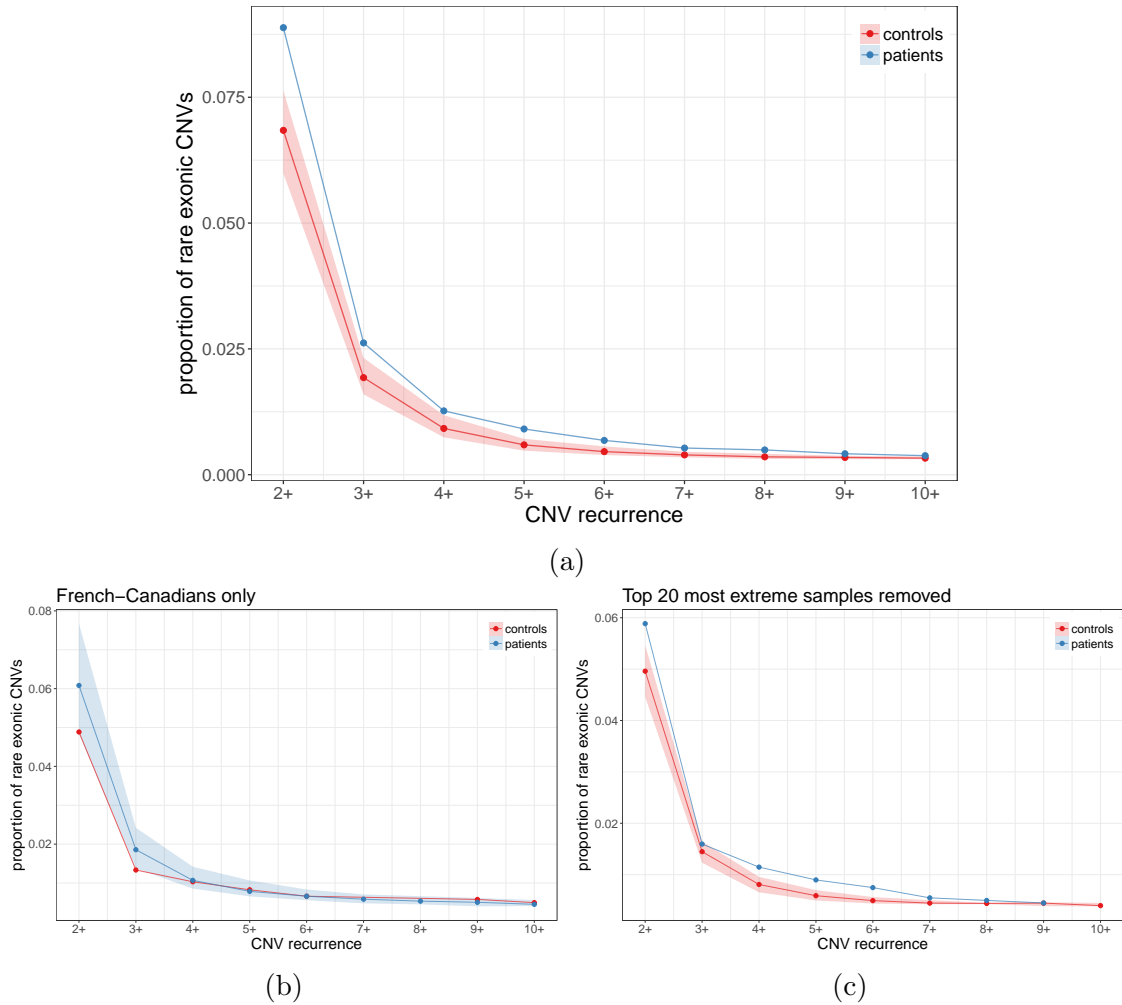 controls
patients
proportion of rare exonic CNVs
0.075
0.050
0.025
0.000
2+ 3+ 4+ 5+ 6+ 7+ 8+ 9+ 10+
CNV recurrence
(a)
French−Canadians only
controls
patients
proportion of rare exonic CNVs
0.08
0.06
0.04
0.02
2+ 3+ 4+ 5+ 6+ 7+ 8+ 9+ 10+
CNV recurrence
(b)
Top 20 most extreme samples removed
controls
patients
proportion of rare exonic CNVs
0.06
0.04
0.02
2+ 3+ 4+ 5+ 6+ 7+ 8+ 9+ 10+
CNV recurrence
(c)